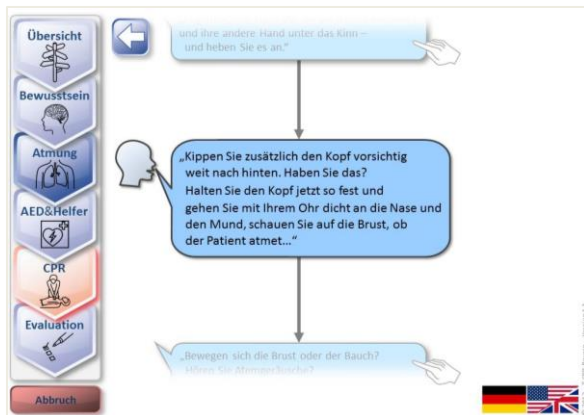 Übersicht
Bewusstsein
Atmung
AED&Helfer
CPR
Evaluation
Abbruch
und ihre andere Hand unter das Kinn –
und heben Sie es an.“
„Kippen Sie zusätzlich den Kopf vorsichtig
weit nach hinten. Haben Sie das?
Halten Sie den Kopf jetzt so fest und
gehen Sie mit Ihrem Ohr dicht an die Nase und
den Mund, schauen Sie auf die Brust, ob
der Patient atmet...“
„Bewegen sich die Brust oder der Bauch?
Hören Sie Atemgeräusche?